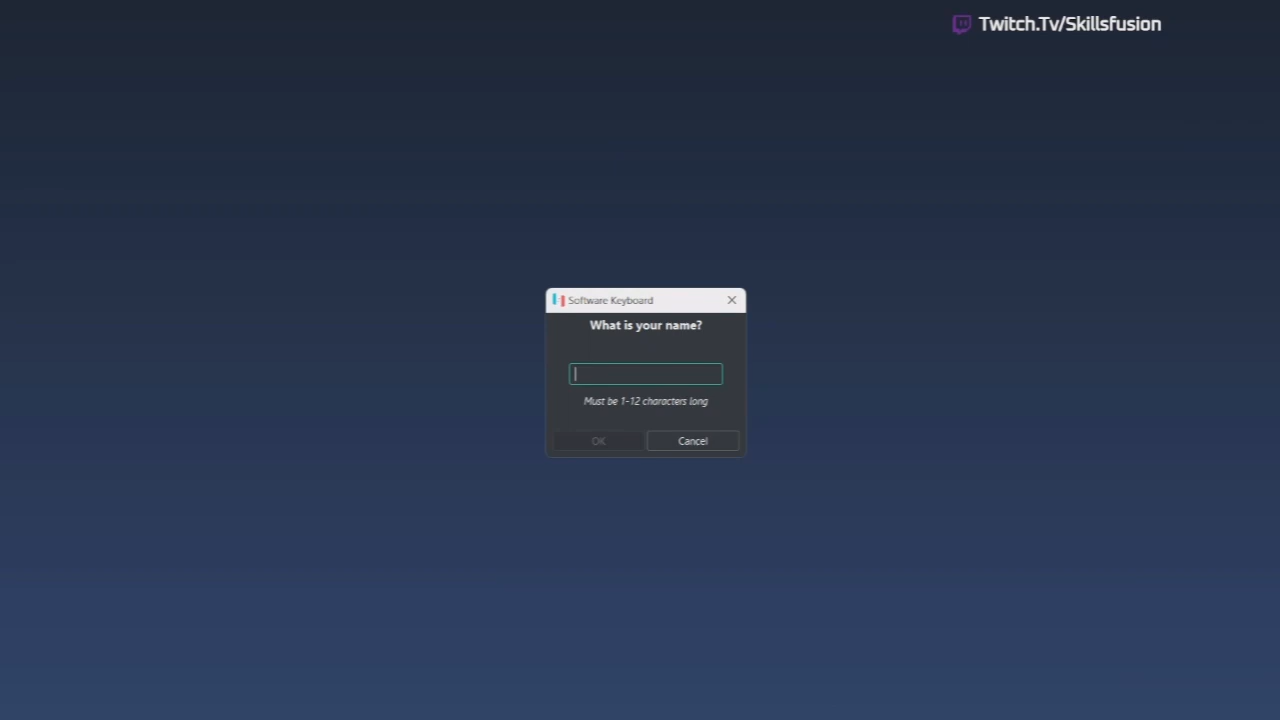 Twitch.Tv/Skillsfusion
Software Keyboard
What is your name?
Must be 1-12 characters long
OK
Cancel